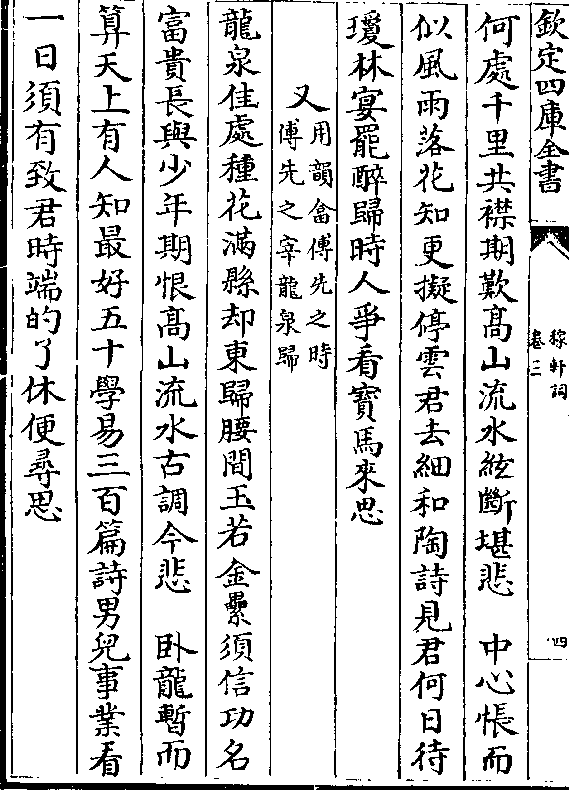 欽定四庫全書
稼軒詞
卷三
四
何處千里共襟期歎髙山流水絃斷堪悲　中心悵而
似風雨落花知更擬停雲君去細和陶詩見君何日待
瓊林宴罷醉歸時人爭看寳馬來思
又用韻畣傅先之時
傅先之宰龍泉歸
龍泉佳處種花滿縣却東歸腰間玉若金纍須信功名
富貴長與少年期恨髙山流水古調今悲　卧龍暫而
算天上有人知最好五十學易三百篇詩男兒事業看
一日須有致君時端的了休便尋思